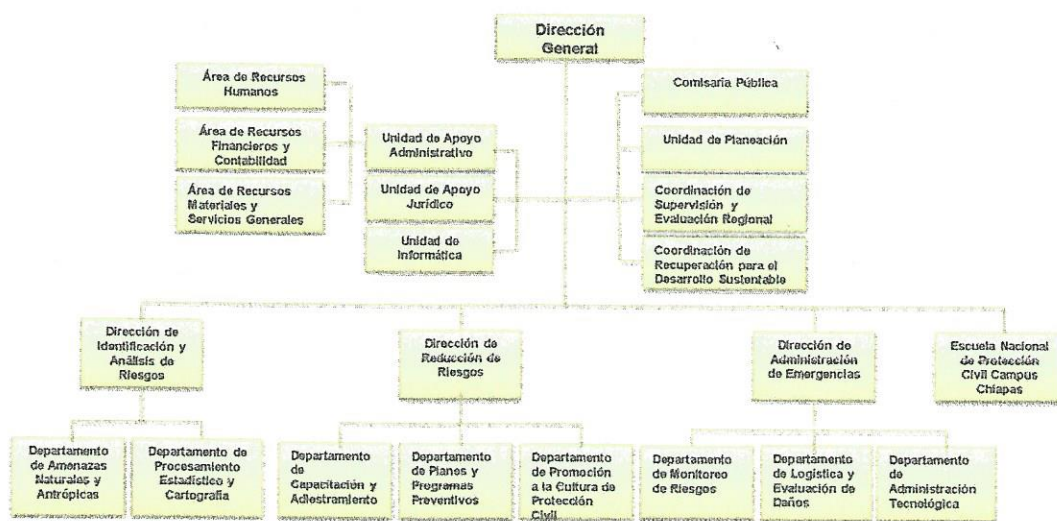 Dirección
General
Área de Recursos
Humanos
Área de Recursos
Financieros y
Contabilidad
Área de Recursos
Materiales y
Servicios Generales
Unidad de Apoyo
Administrativo
Unidad de Apoyo
Jurídico
Unidad de
Informática
Comisaría Pública
Unidad de Planeación
Coordinación de
Supervisión y
Evaluación Regional
Coordinación de
Recuperación para el
Desarrollo Sustentable
Dirección de
Identificación y
Análisis de
Riesgos
Dirección de
Reducción de
Riesgos
Dirección de
Administración
de Emergencias
Escuela Nacional
de Protección
Civil Campus
Chiapas
Departamento
de Amenazas
Naturales y
Antrópicas
Departamento de
Procesamiento
Estadístico y
Cartografía
Departamento
de
Capacitación y
Adiestramiento
Departamento
de Planes y
Programas
Preventivos
Departamento
de Promoción
a la Cultura de
Protección
Civil
Departamento
de Monitoreo
de Riesgos
Departamento
de Logística y
Evaluación de
Daños
Departamento
de
Administración
Tecnológica